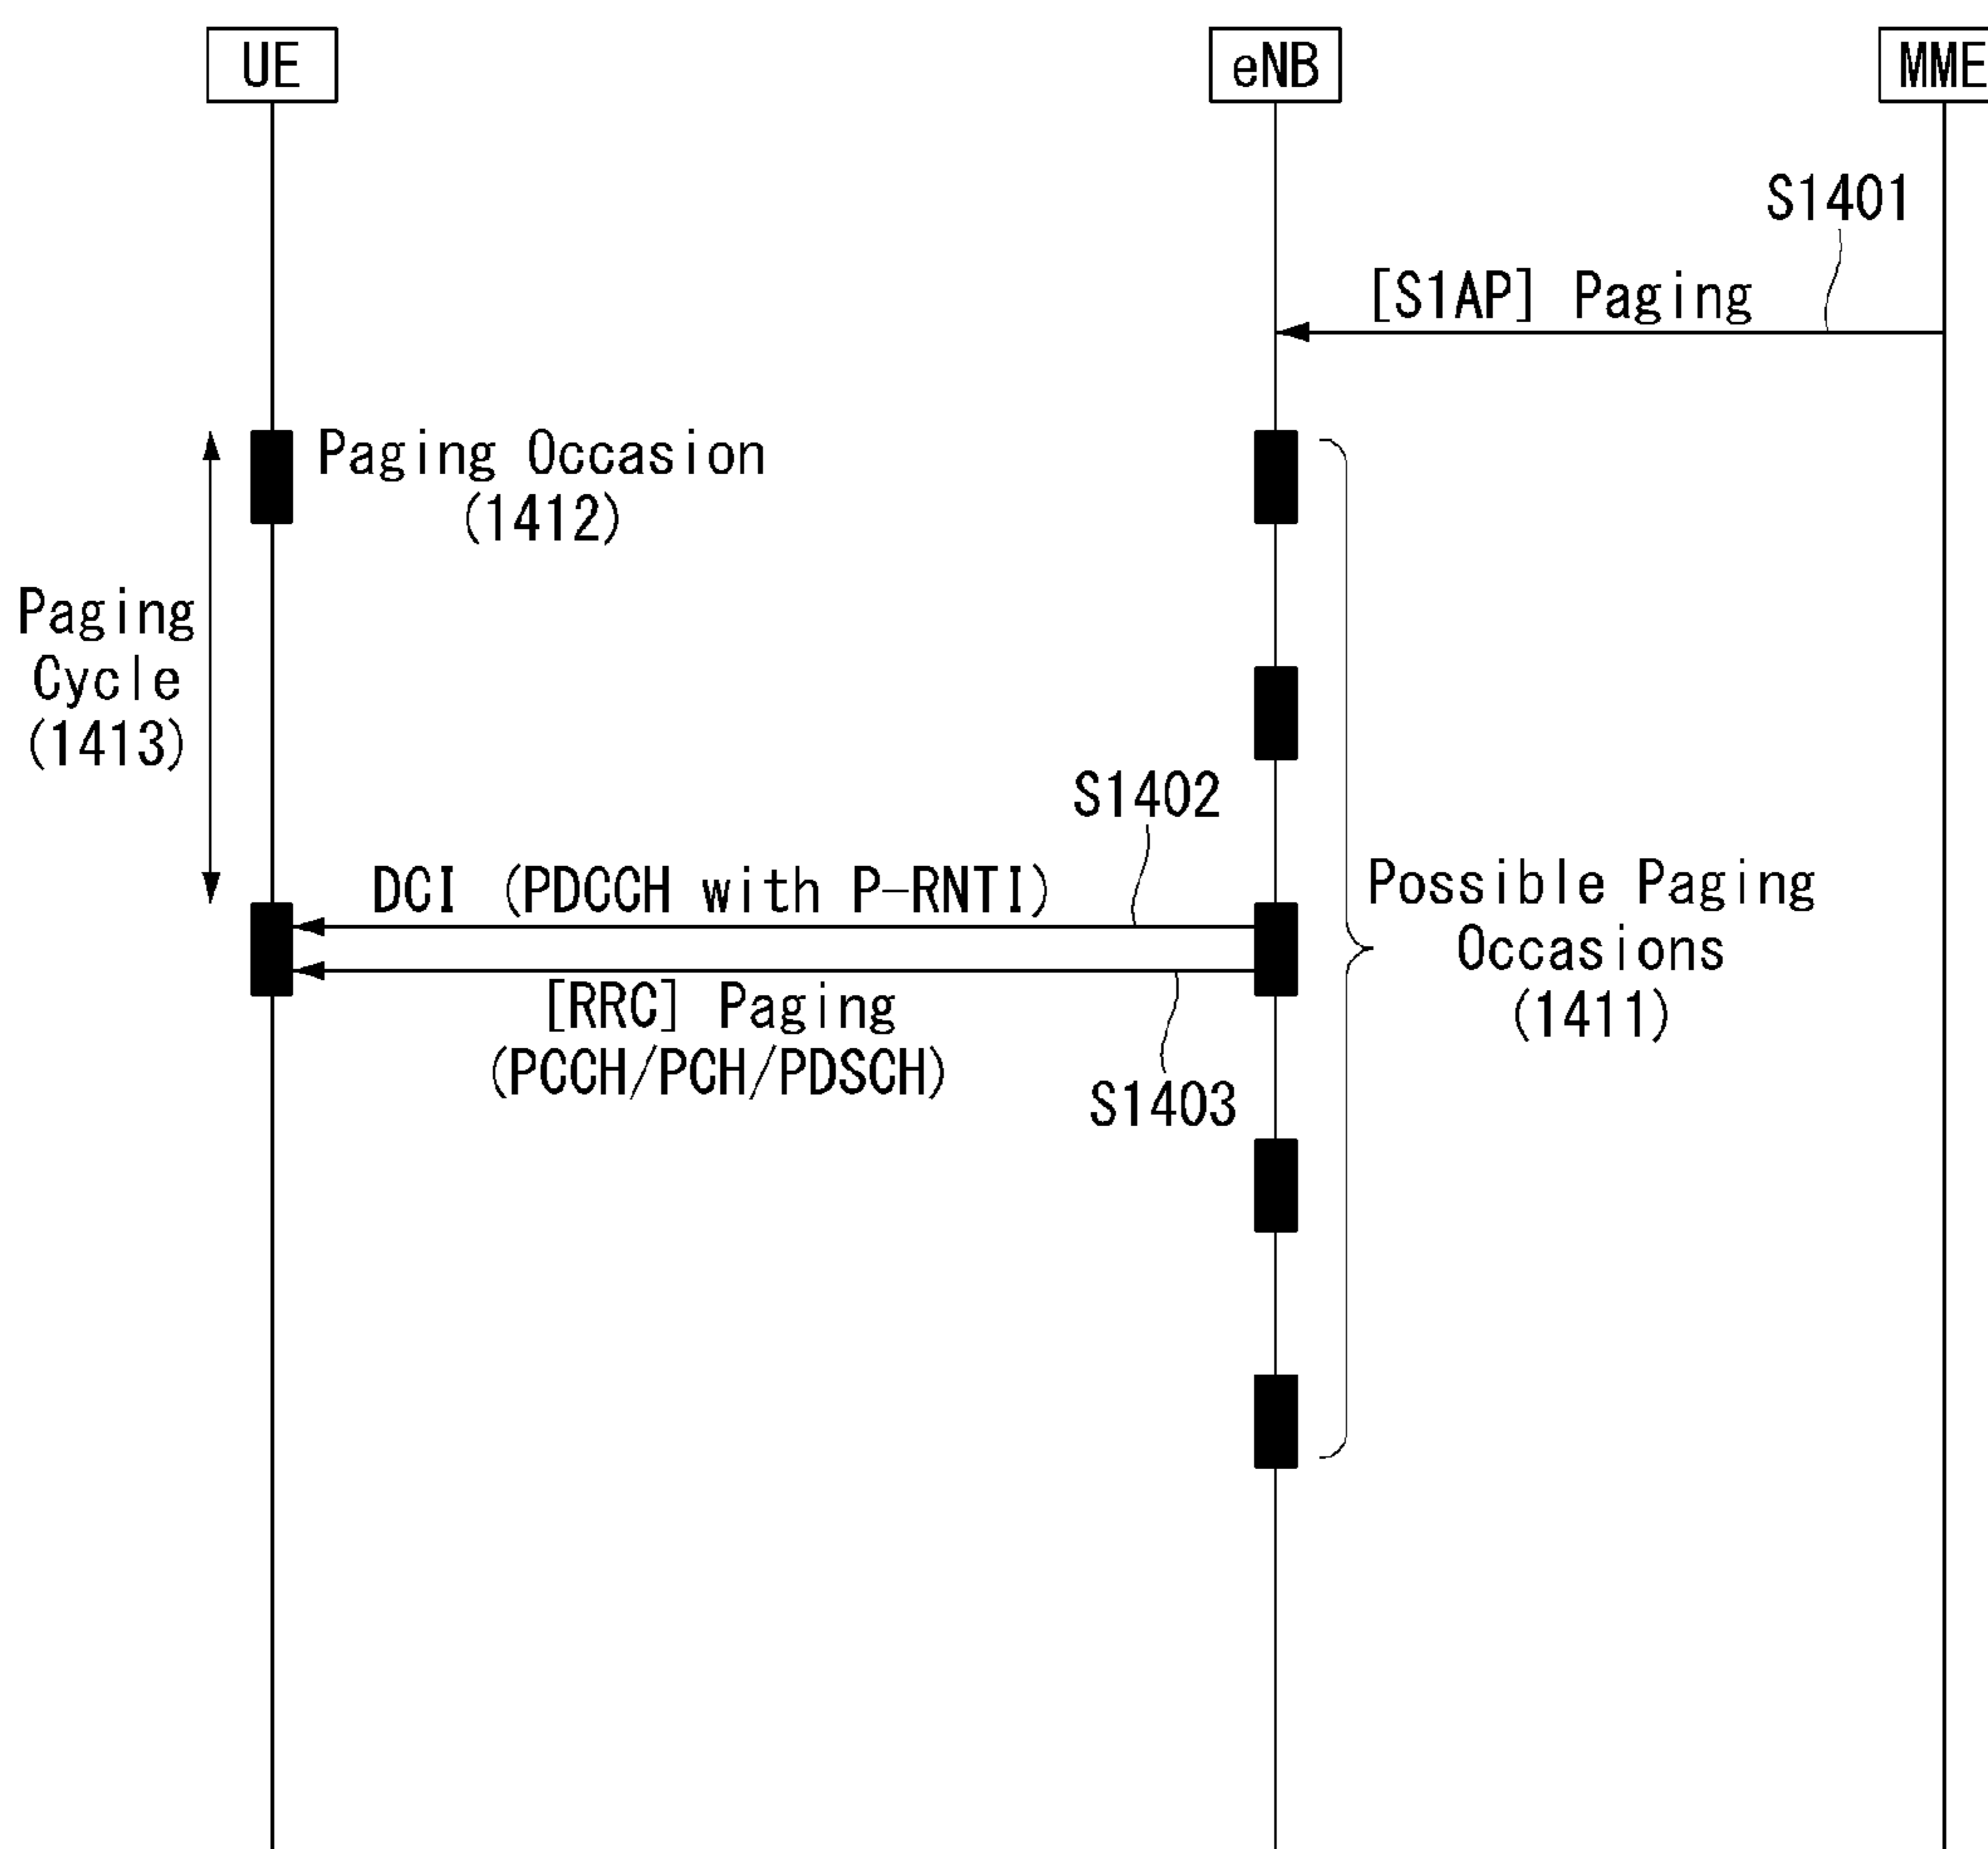 UE
eNB
MME
S1401
[S1AP] Paging
Paging Occasion
(1412)
Paging
Cycle
(1413)
S1402
DCI (PDCCH with P-RNTI)
Possible Paging
Occasions
(1411)
[RRC] Paging
(PCCH/PCH/PDSCH)
S1403